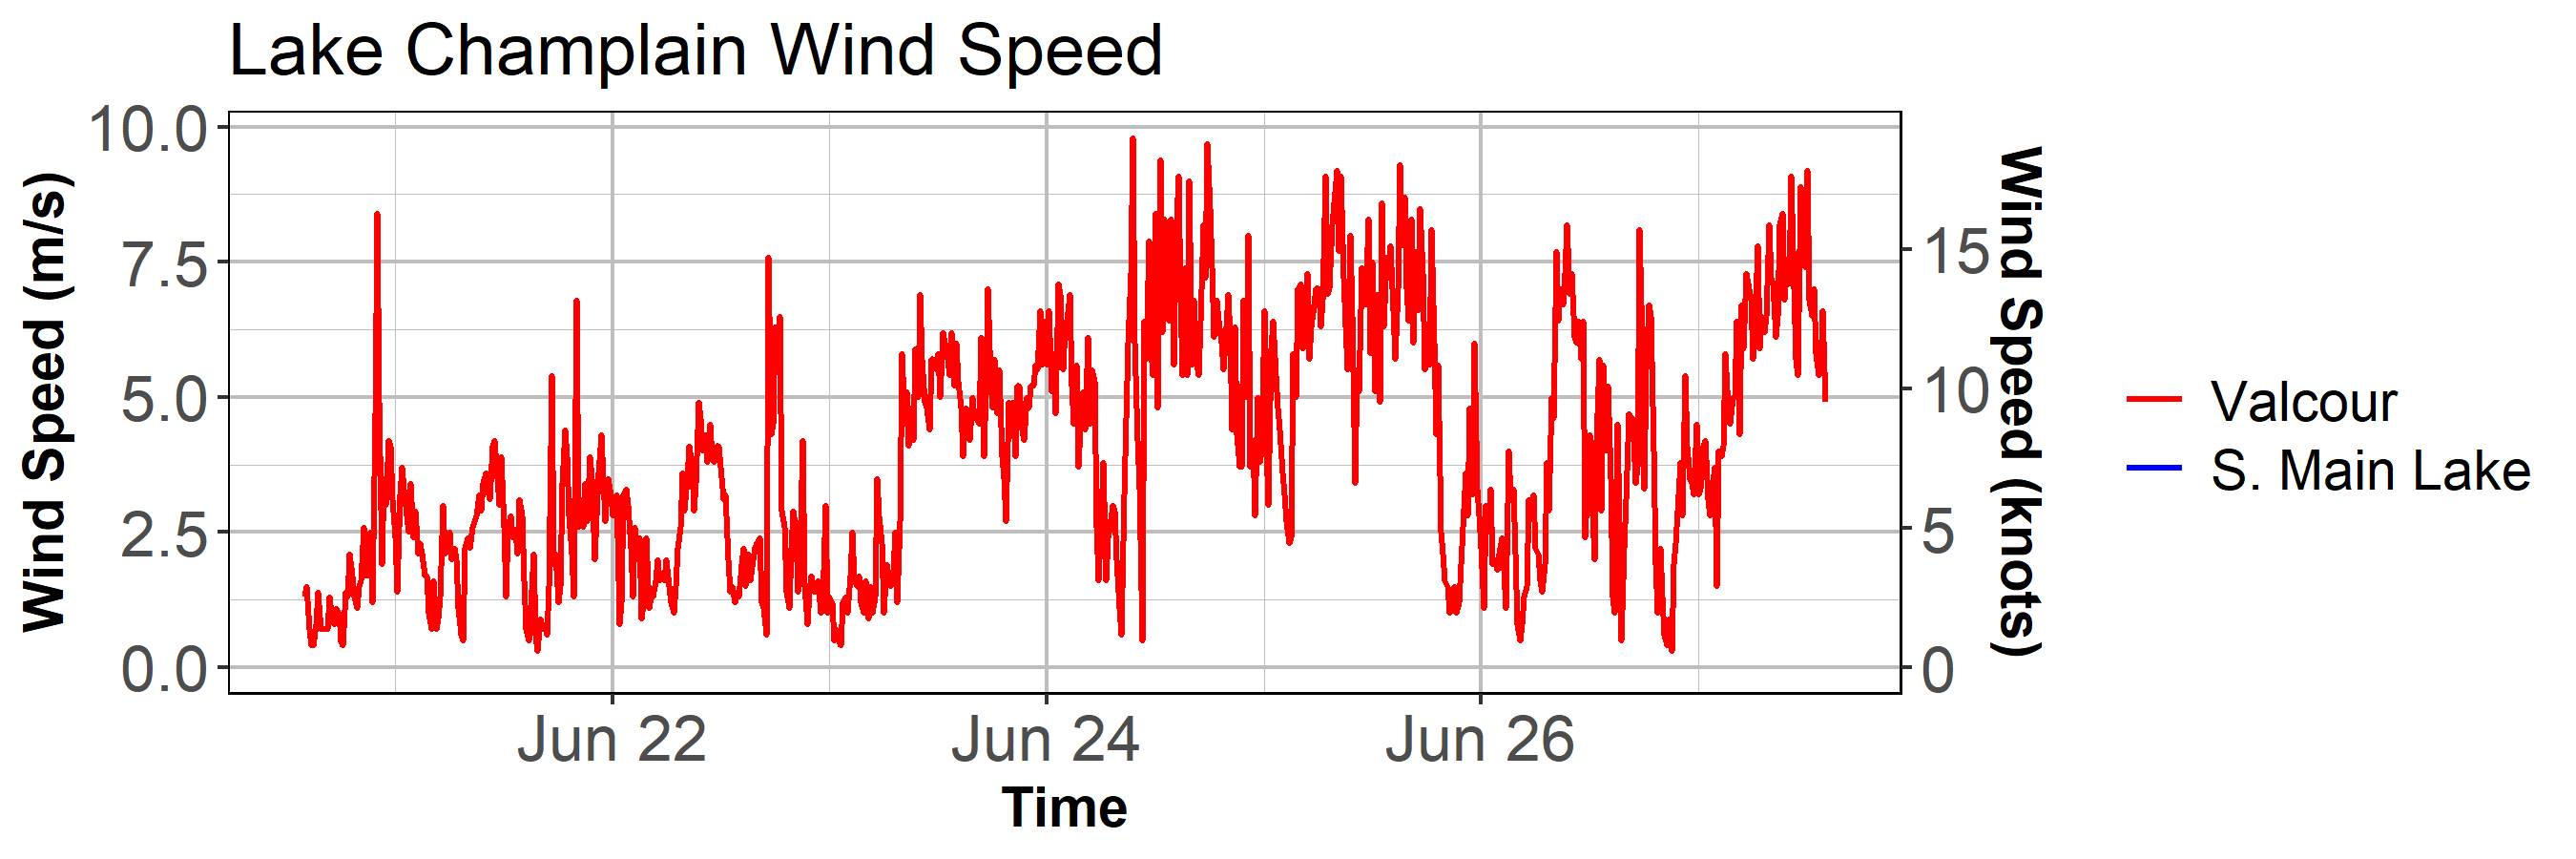 Lake Champlain Wind Speed
10.0
7.5
5.0
2.5
0.0
Wind Speed (m/s)
15
10
5
0
Wind Speed (knots)
Jun 22
Jun 24
Jun 26
Time
Valcour
S. Main Lake